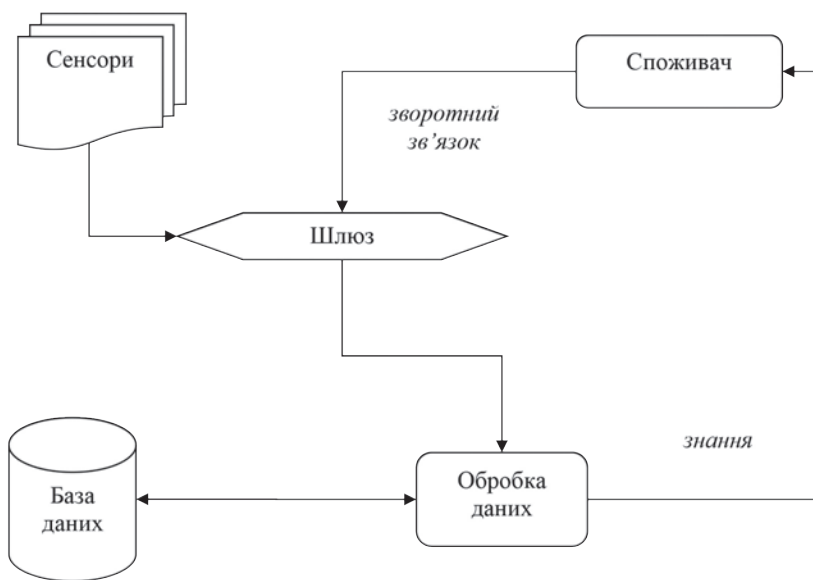 Сенсори
Споживач
зворотний
зв’язок
Шлюз
знання
База
даних
Обробка
даних